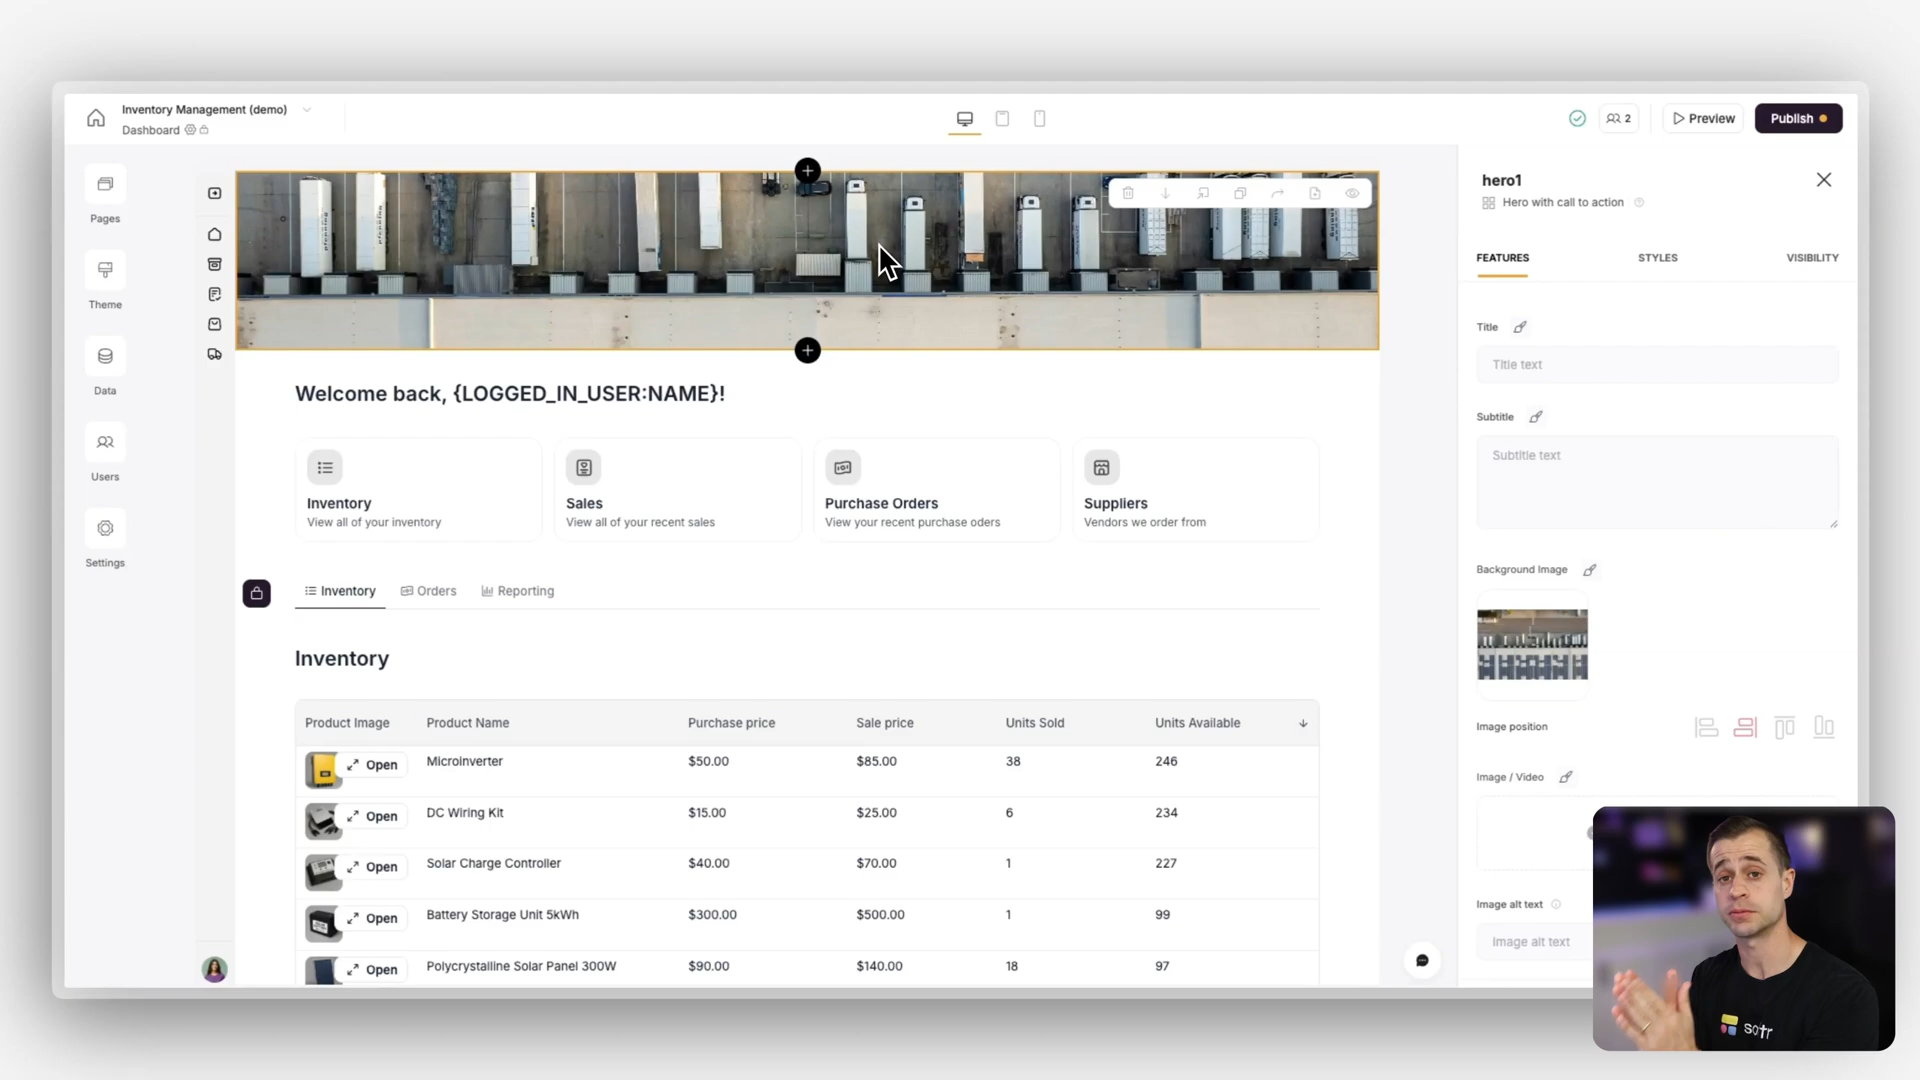 Inventory Management (demo)
Dashboard
2
Preview
Publish
Pages
Theme
Data
Users
Settings
Welcome back, {LOGGED_IN_USER:NAME}!
Inventory
View all of your inventory
Sales
View all of your recent sales
Purchase Orders
View your recent purchase oders
Suppliers
Vendors we order from
Inventory
Orders
Reporting
Inventory
Product Image Product Name Purchase price Sale price Units Sold Units Available
Open Microinverter $50.00 $85.00 38 246
Open DC Wiring Kit $15.00 $25.00 6 234
Open Solar Charge Controller $40.00 $70.00 1 227
Open Battery Storage Unit 5kWh $300.00 $500.00 1 99
Open Polycrystalline Solar Panel 300W $90.00 $140.00 18 97
hero1
Hero with call to action
FEATURES STYLES VISIBILITY
Title
Title text
Subtitle
Subtitle text
Background Image
Image position
Image / Video
Image alt text
Image alt text